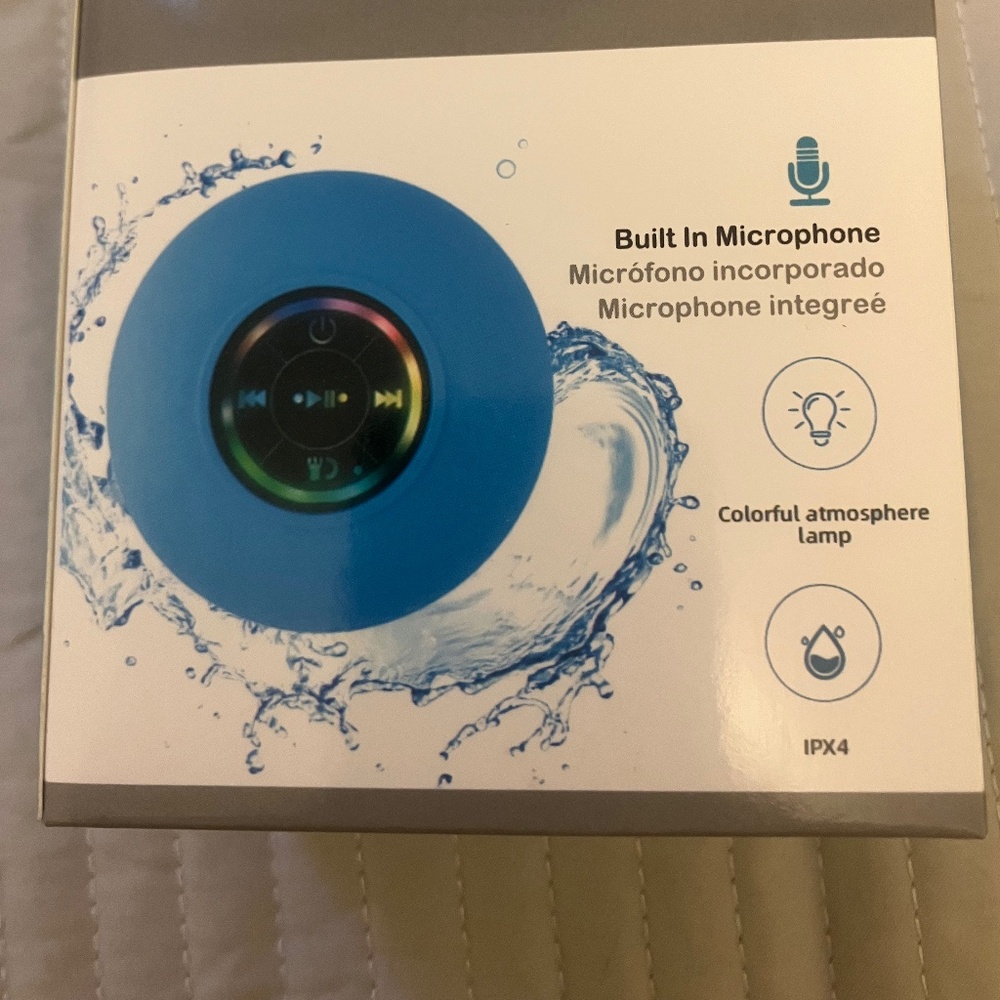 Built In Microphone
Micrófono incorporado
Microphone integreé
Colorful atmosphere
lamp
IPX4